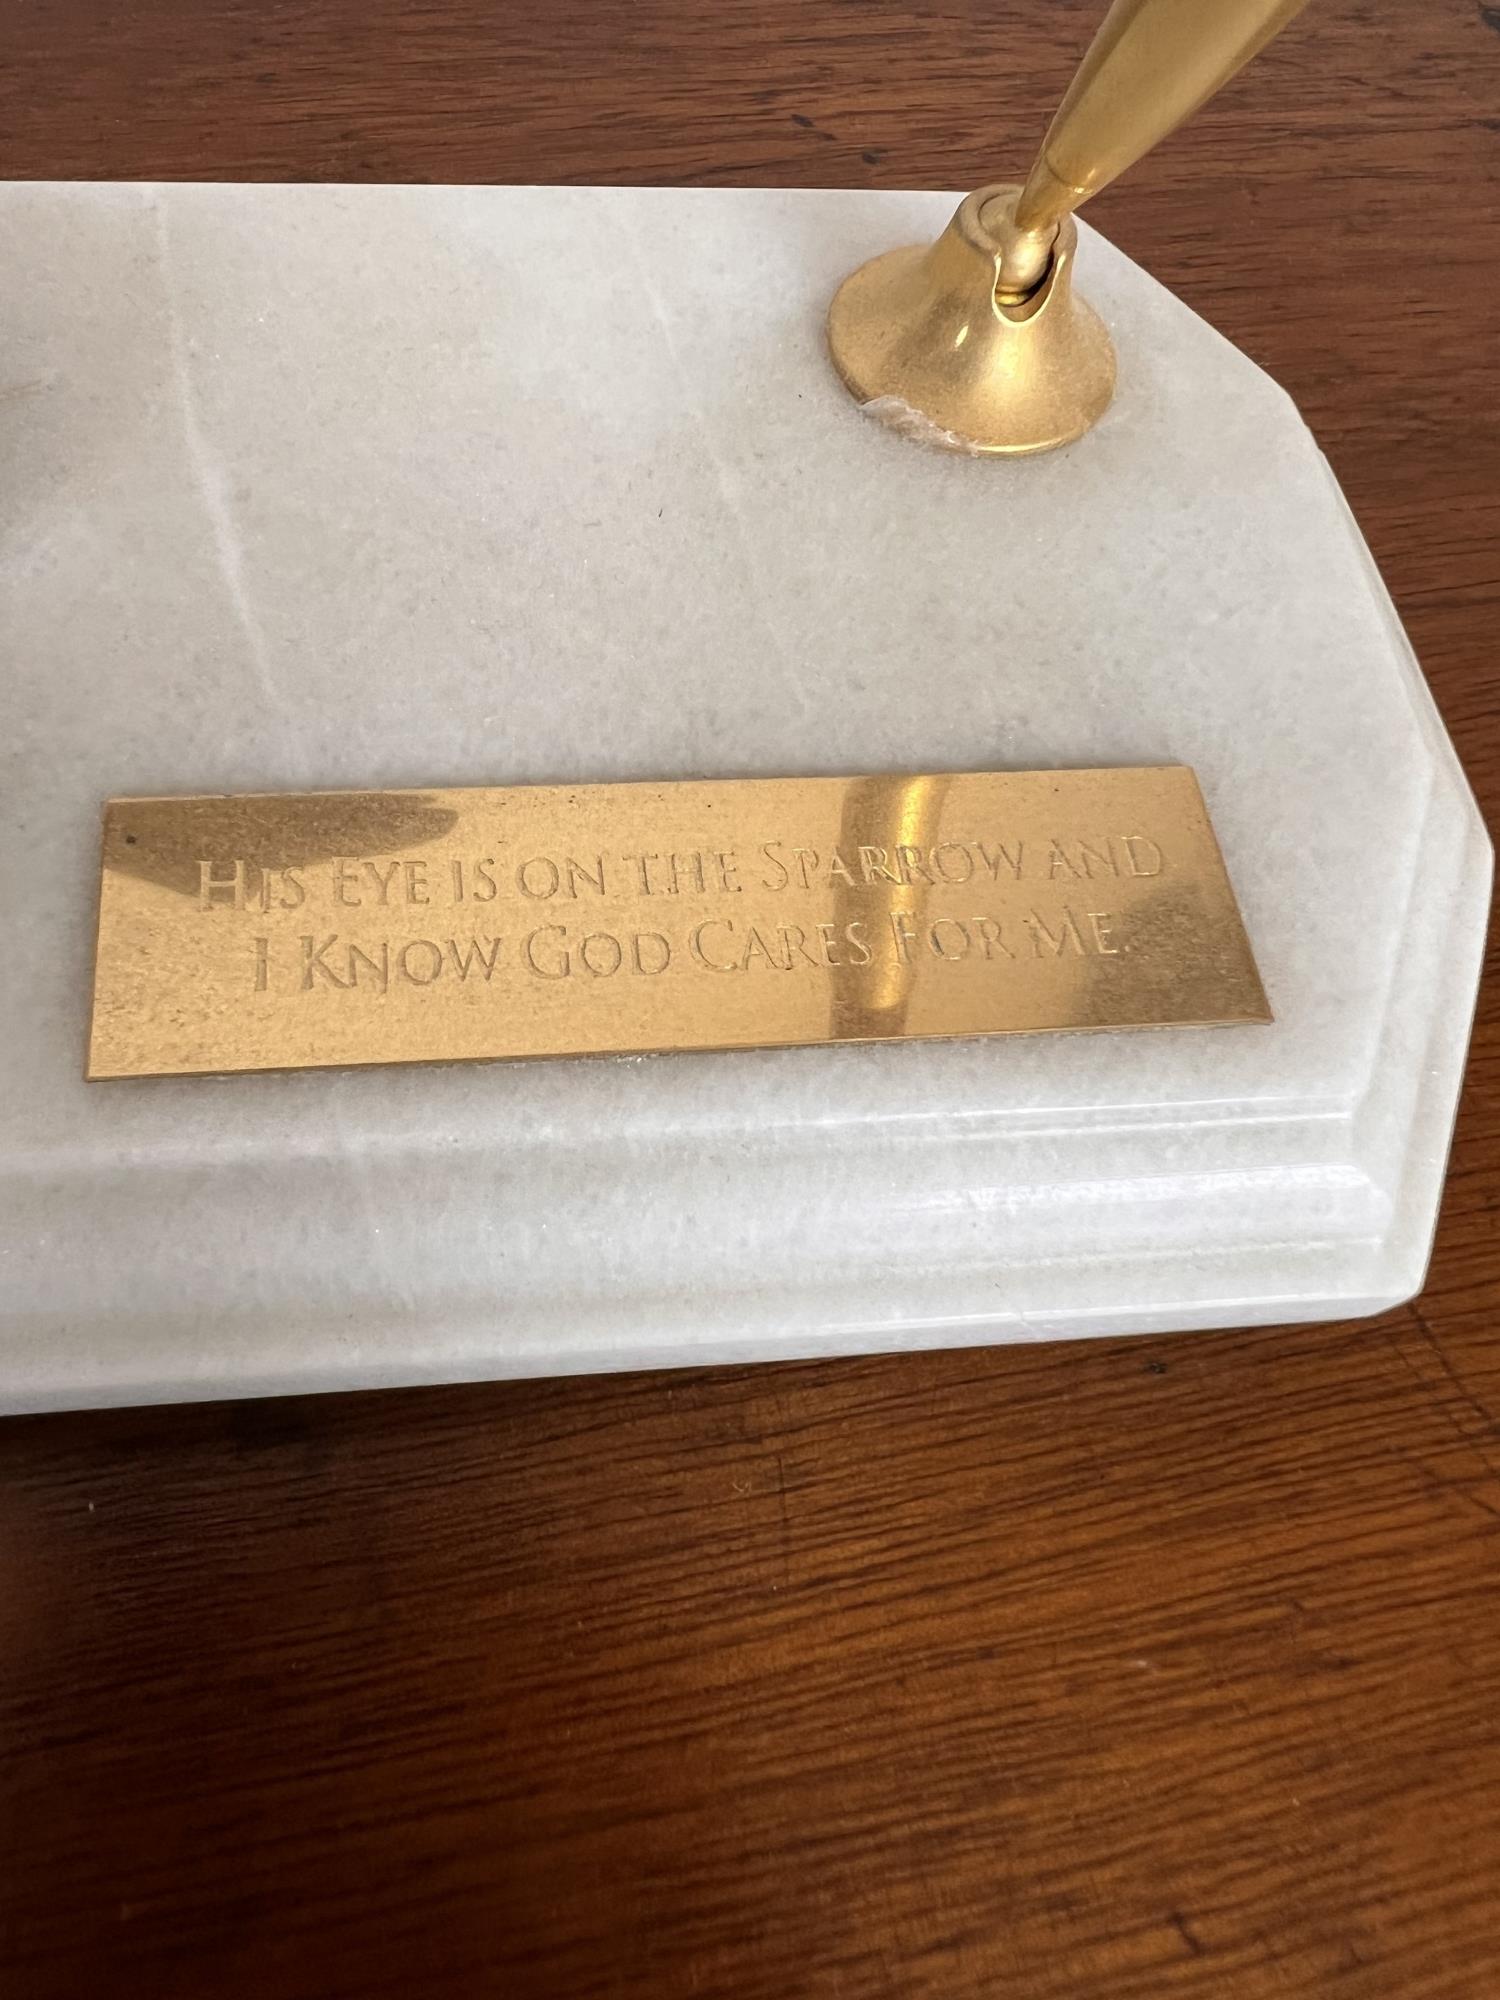 His Eye is on the Sparrow and
I Know God Cares For Me.